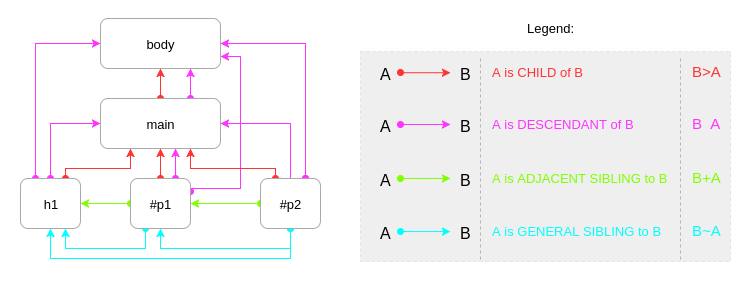 Legend:
body
main
h1
#p1
#p2
A B A is CHILD of B B>A
A B A is DESCENDANT of B B A
A B A is ADJACENT SIBLING to B B+A
A B A is GENERAL SIBLING to B B~A